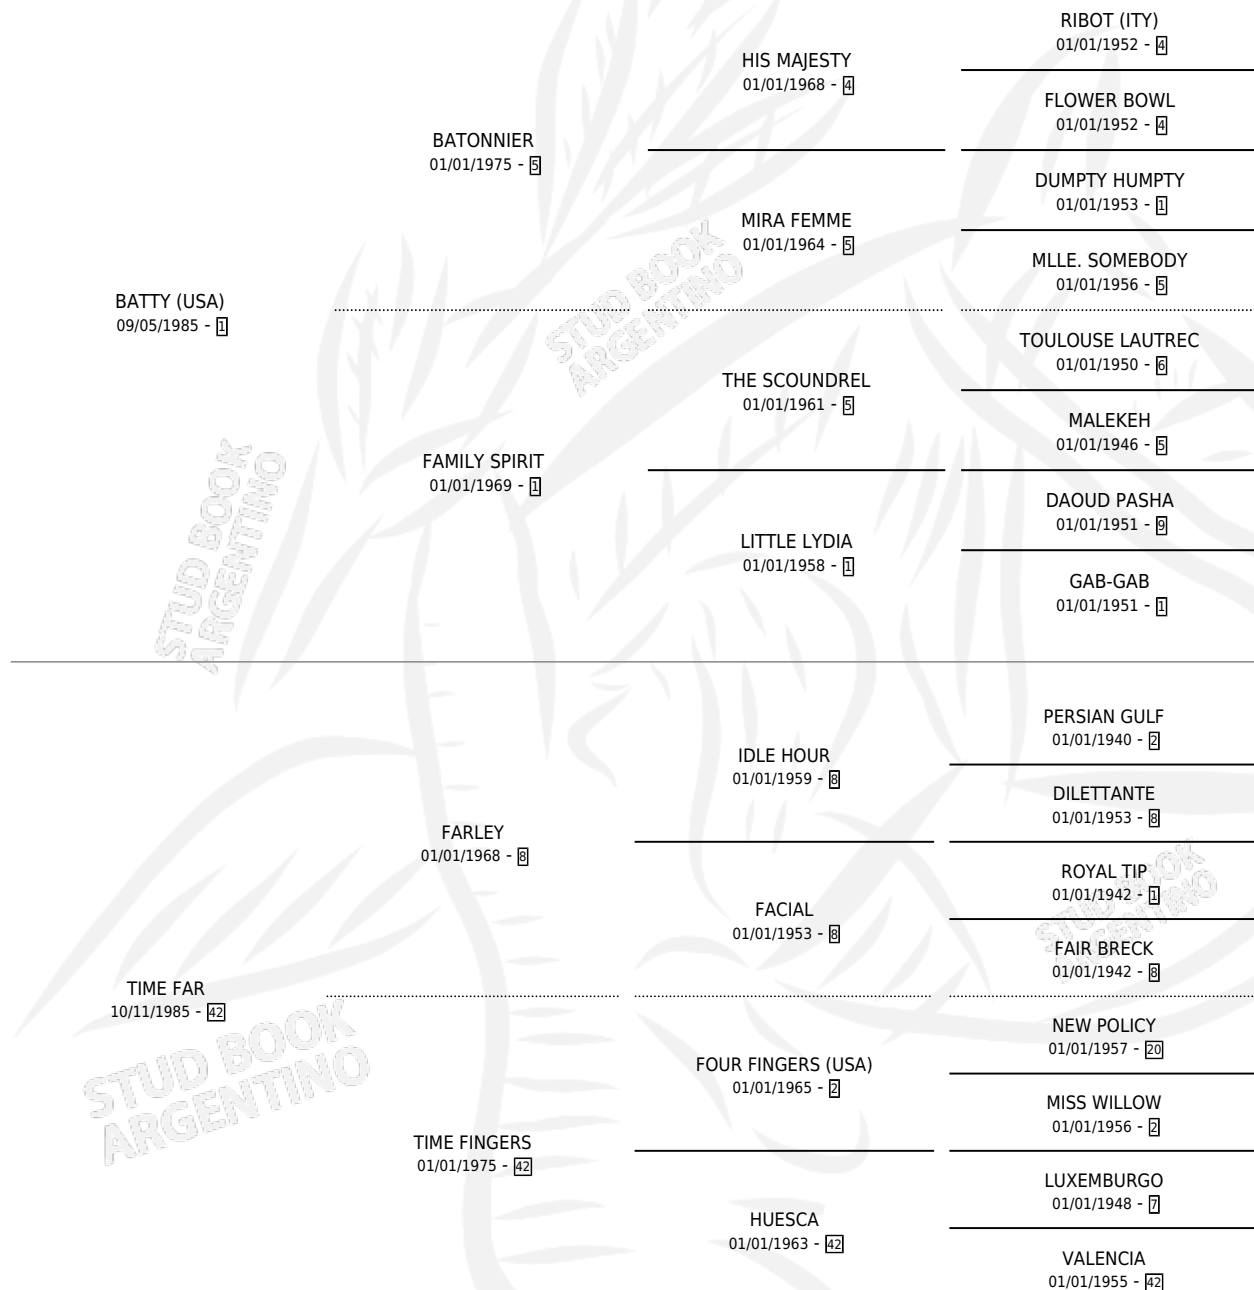 RIBOT (ITY)
01/01/1952 - 4
HIS MAJESTY
01/01/1968 - 4
FLOWER BOWL
01/01/1952 - 4
BATONNIER
01/01/1975 - 5
DUMPTY HUMPTY
01/01/1953 - 1
MIRA FEMME
01/01/1964 - 5
MLLE. SOMEBODY
01/01/1956 - 5
BATTY (USA)
09/05/1985 - 1
STUD BOOK
ARGENTINO
TOULOUSE LAUTREC
01/01/1950 - 6
THE SCOUNDREL
01/01/1961 - 5
MALEKEH
01/01/1946 - 5
FAMILY SPIRIT
01/01/1969 - 1
DAOUD PASHA
01/01/1951 - 9
LITTLE LYDIA
01/01/1958 - 1
GAB-GAB
01/01/1951 - 1
STUD BOOK
ARGENTINO
PERSIAN GULF
01/01/1940 - 2
IDLE HOUR
01/01/1959 - 8
DILETTANTE
01/01/1953 - 8
FARLEY
01/01/1968 - 8
ROYAL TIP
01/01/1942 - 1
FACIAL
01/01/1953 - 8
STUD BOOK
ARGENTINO
FAIR BRECK
01/01/1942 - 8
TIME FAR
10/11/1985 - 42
NEW POLICY
01/01/1957 - 20
FOUR FINGERS (USA)
01/01/1965 - 2
MISS WILLOW
01/01/1956 - 2
STUD BOOK
ARGENTINO
TIME FINGERS
01/01/1975 - 42
LUXEMBURGO
01/01/1948 - 7
HUESCA
01/01/1963 - 42
VALENCIA
01/01/1955 - 42